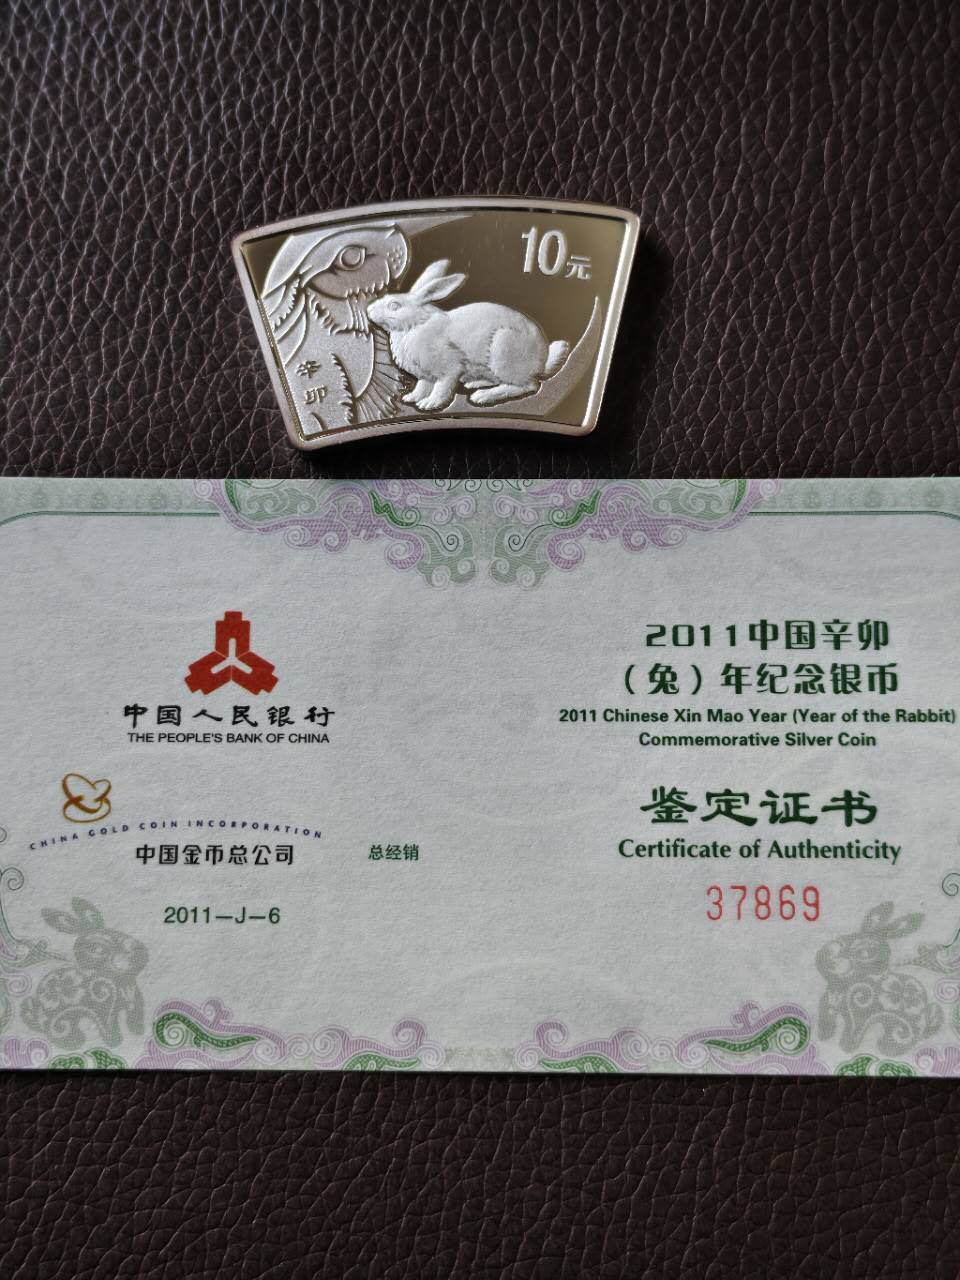 10元
辛
卯
中国人民银行
THE PEOPLE'S BANK OF CHINA
CHINA GOLD COIN INCORPORATION
中国金币总公司
总经销
2011—J—6
2011中国辛卯
（兔）年纪念银币
2011 Chinese Xin Mao Year (Year of the Rabbit)
Commemorative Silver Coin
鉴定证书
Certificate of Authenticity
37869